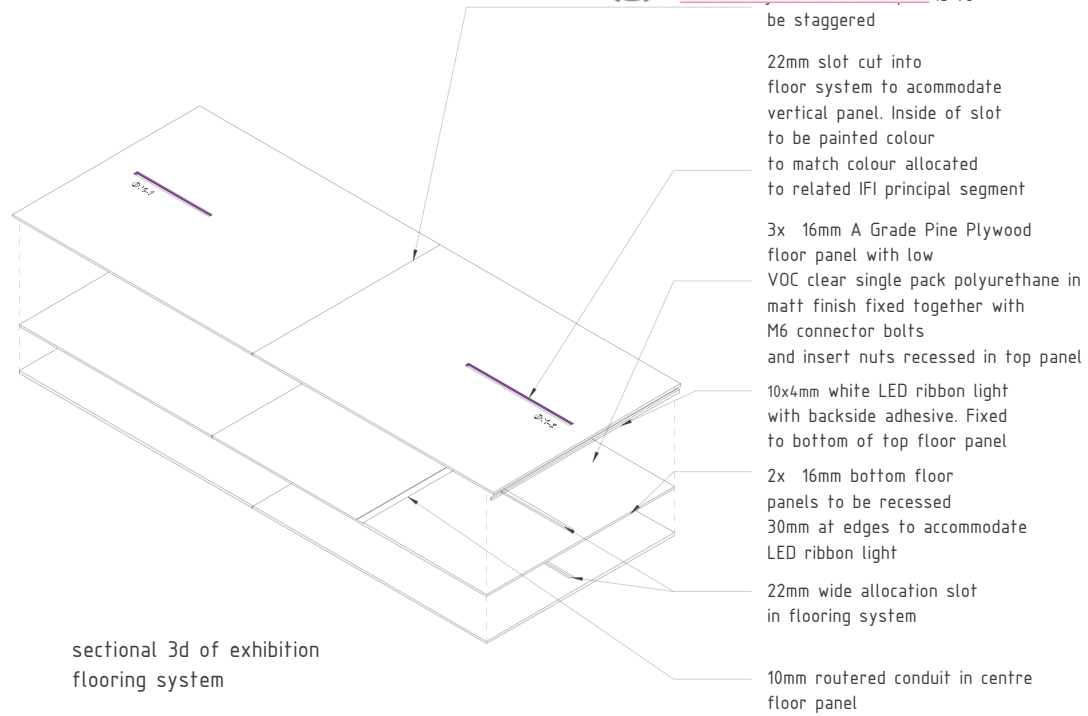 be staggered
22mm slot cut into
floor system to acommodate
vertical panel. Inside of slot
to be painted colour
to match colour allocated
to related IFI principal segment
3x 16mm A Grade Pine Plywood
floor panel with low
VOC clear single pack polyurethane in
matt finish fixed together with
M6 connector bolts
and insert nuts recessed in top panel
10x4mm white LED ribbon light
with backside adhesive. Fixed
to bottom of top floor panel
2x 16mm bottom floor
panels to be recessed
30mm at edges to accommodate
LED ribbon light
22mm wide allocation slot
in flooring system
10mm routered conduit in centre
floor panel
sectional 3d of exhibition
flooring system